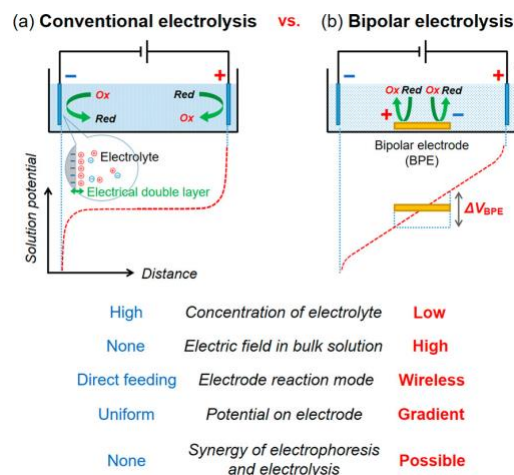 (a) Conventional electrolysis vs. (b) Bipolar electrolysis
− + − +
Ox Red Ox Red Ox Red
Red Ox + −
Electrolyte
Electrical double layer
Bipolar electrode
(BPE)
Solution potential
ΔVBPE
Distance
High Concentration of electrolyte Low
None Electric field in bulk solution High
Direct feeding Electrode reaction mode Wireless
Uniform Potential on electrode Gradient
None Synergy of electrophoresis and electrolysis Possible